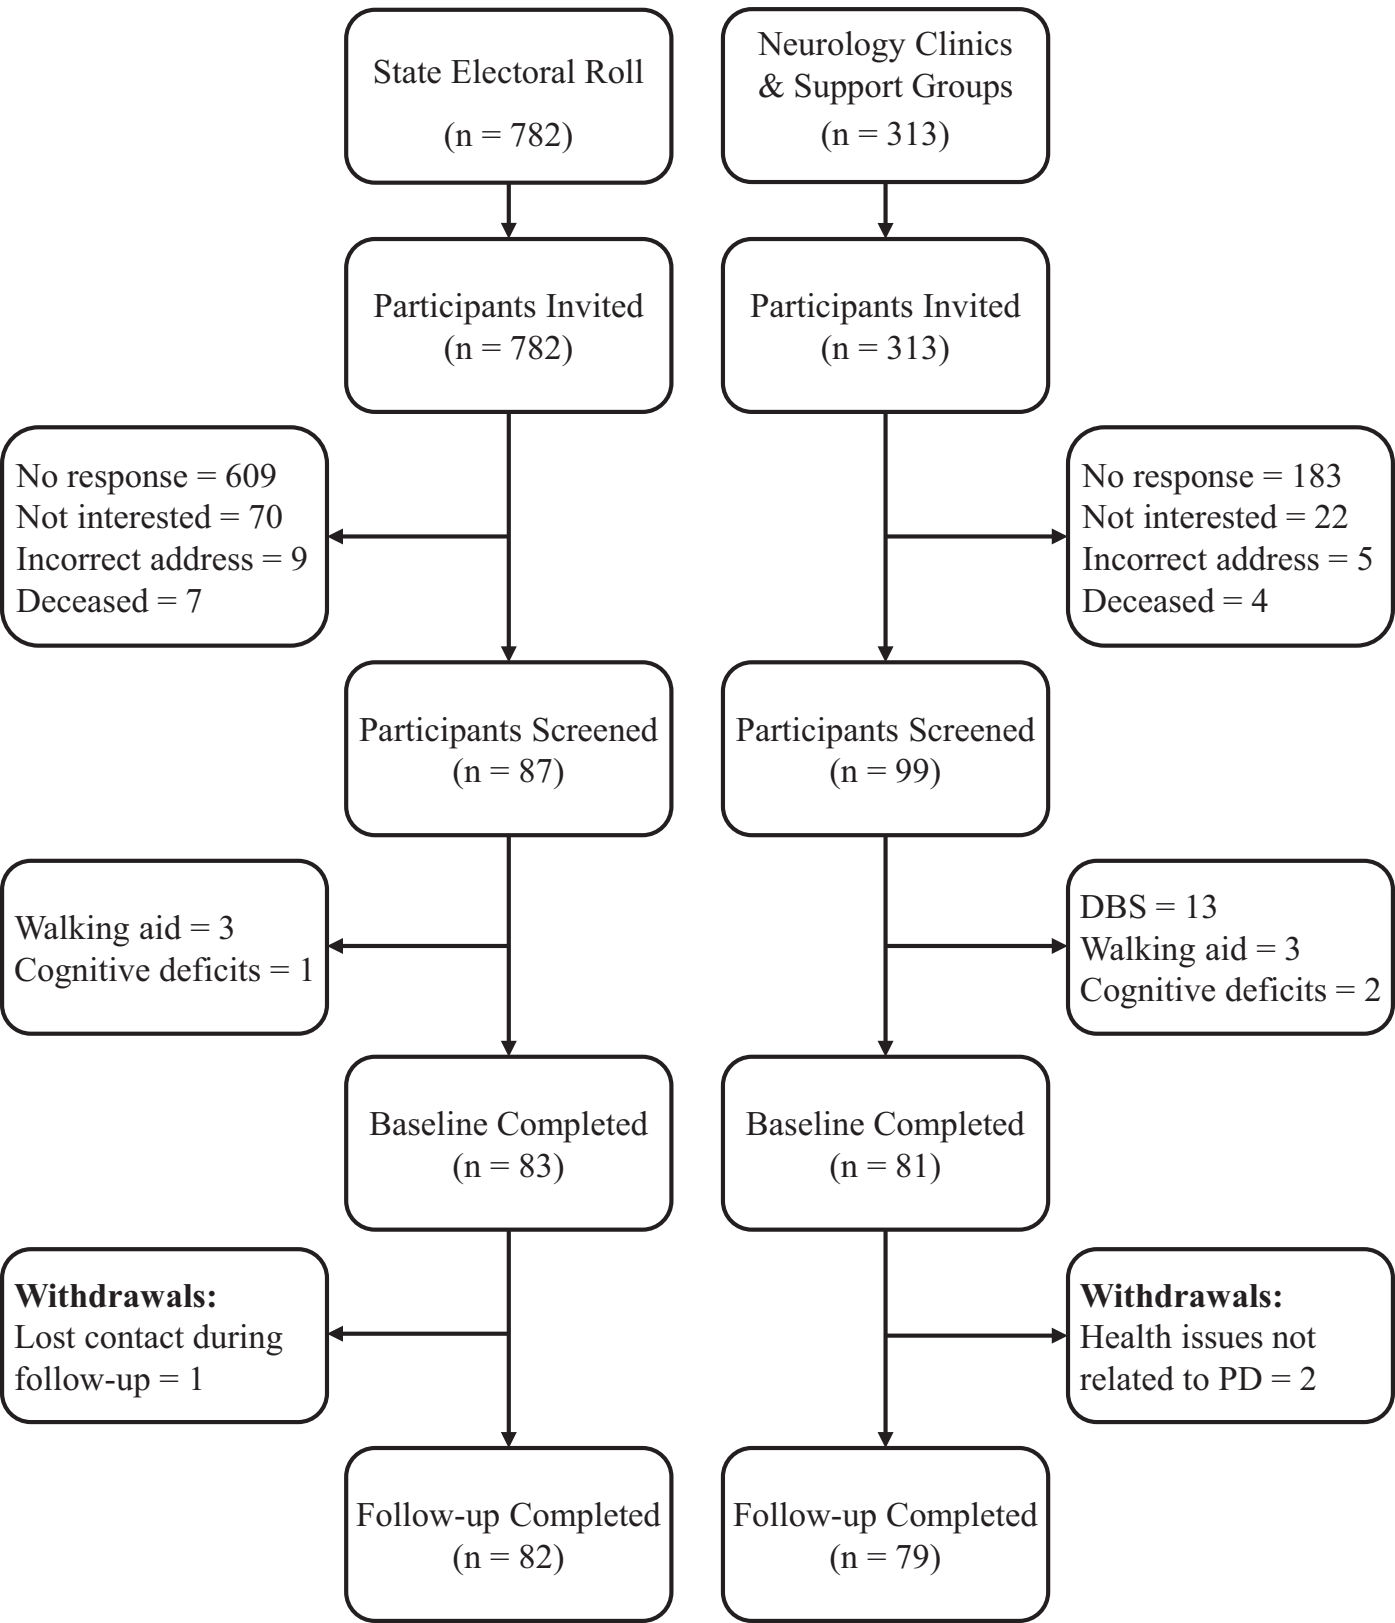 State Electoral Roll
(n = 782)
Neurology Clinics
& Support Groups
(n = 313)
Participants Invited
(n = 782)
Participants Invited
(n = 313)
No response = 609
Not interested = 70
Incorrect address = 9
Deceased = 7
No response = 183
Not interested = 22
Incorrect address = 5
Deceased = 4
Participants Screened
(n = 87)
Participants Screened
(n = 99)
Walking aid = 3
Cognitive deficits = 1
DBS = 13
Walking aid = 3
Cognitive deficits = 2
Baseline Completed
(n = 83)
Baseline Completed
(n = 81)
Withdrawals:
Lost contact during
follow-up = 1
Withdrawals:
Health issues not
related to PD = 2
Follow-up Completed
(n = 82)
Follow-up Completed
(n = 79)